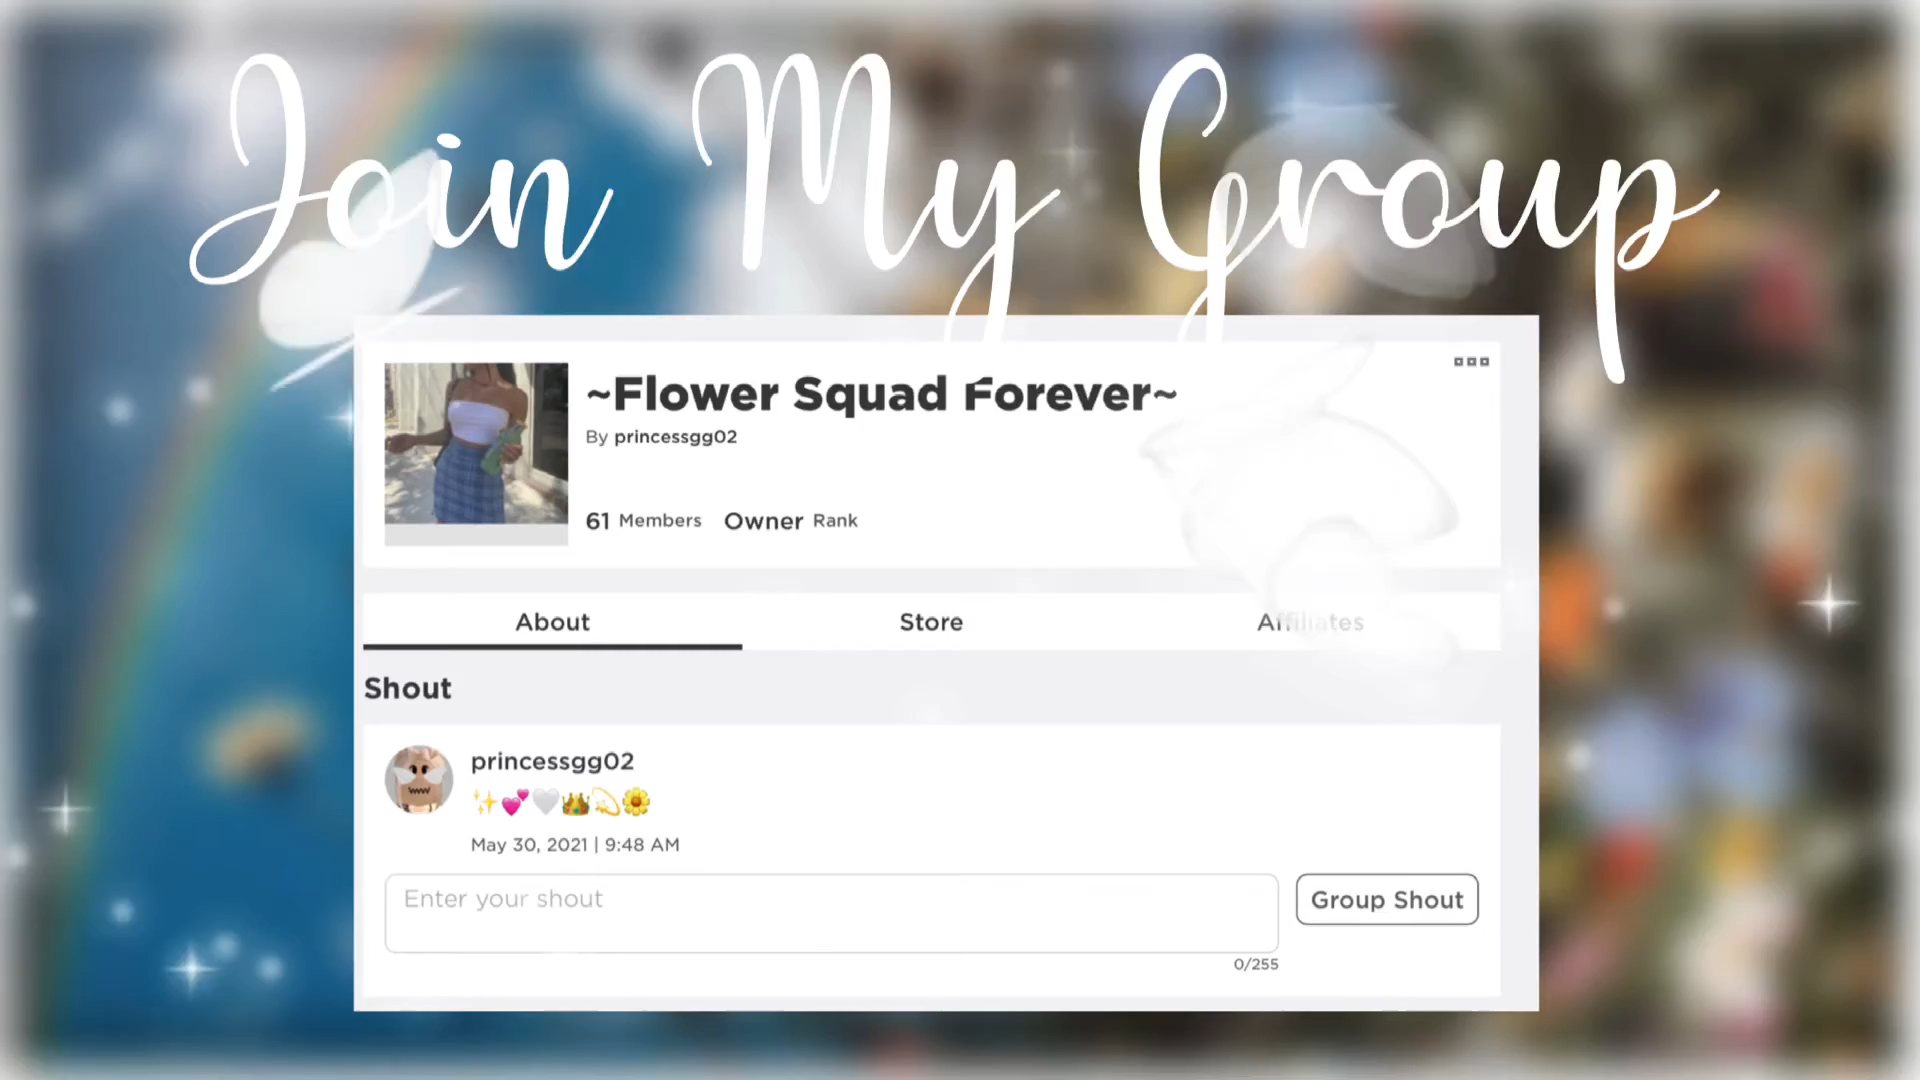 Join My Group
~Flower Squad Forever~
By princessgg02
61 Members Owner Rank
About Store Affiliates
Shout
princessgg02
✨💕🤍👑💫🌼
May 30, 2021 | 9:48 AM
Enter your shout
Group Shout
0/255